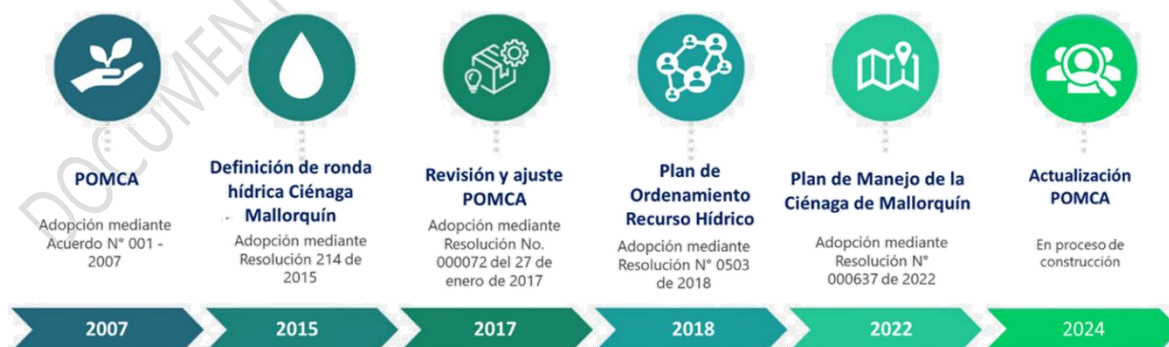 DOCUMEN
POMCA
Adopción mediante
Acuerdo N° 001 -
2007
Definición de ronda
hídrica Ciénaga
Mallorquín
Adopción mediante
Resolución 214 de
2015
Revisión y ajuste
POMCA
Adopción mediante
Resolución No.
000072 del 27 de
enero de 2017
Plan de
Ordenamiento
Recurso Hídrico
Adopción mediante
Resolución N° 0503
de 2018
Plan de Manejo de la
Ciénaga de Mallorquín
Adopción mediante
Resolución N°
000637 de 2022
Actualización
POMCA
En proceso de
construcción
2007
2015
2017
2018
2022
2024